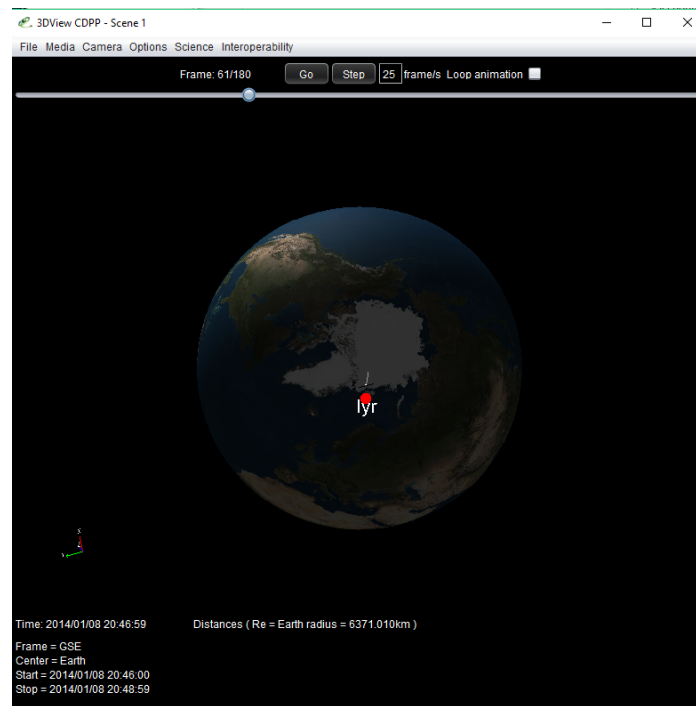 3DView CDPP - Scene 1
File Media Camera Options Science Interoperability
Frame: 61/180 Go Step 25 frame/s Loop animation
lyr
Time: 2014/01/08 20:46:59 Distances ( Re = Earth radius = 6371.010km )
Frame = GSE
Center = Earth
Start = 2014/01/08 20:46:00
Stop = 2014/01/08 20:48:59